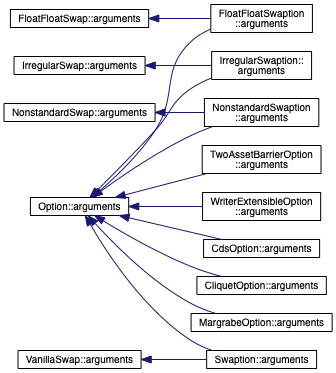 FloatFloatSwap::arguments
FloatFloatSwaption
::arguments
IrregularSwap::arguments
IrregularSwaption::
arguments
NonstandardSwap::arguments
NonstandardSwaption
::arguments
TwoAssetBarrierOption
::arguments
Option::arguments
WriterExtensibleOption
::arguments
CdsOption::arguments
CliquetOption::arguments
MargrabeOption::arguments
VanillaSwap::arguments
Swaption::arguments